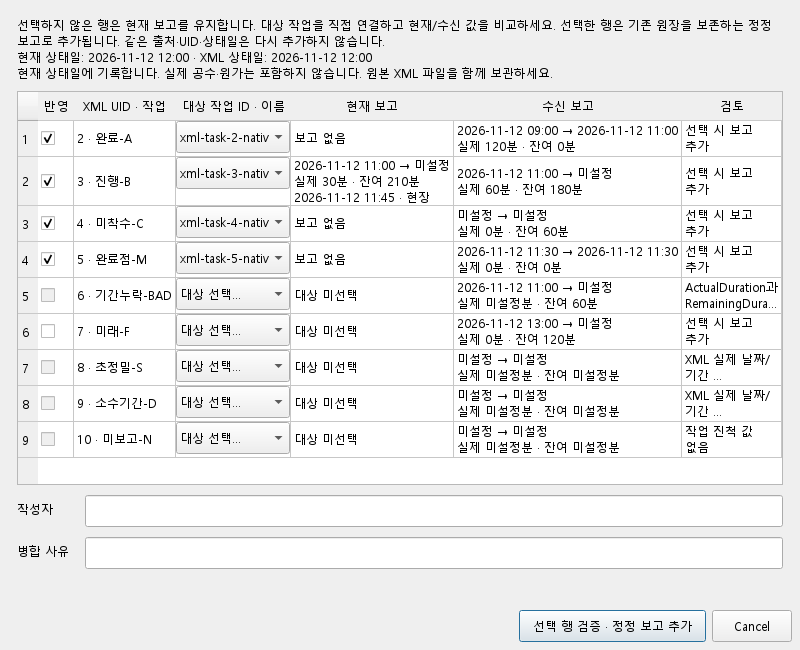 선택하지 않은 행은 현재 보고를 유지합니다. 대상 작업을 직접 연결하고 현재/수신 값을 비교하세요. 선택한 행은 기존 원장을 보존하는 정정
보고로 추가됩니다. 같은 출처·UID·상태일은 다시 추가하지 않습니다.
현재 상태일: 2026-11-12 12:00 · XML 상태일: 2026-11-12 12:00
현재 상태일에 기록합니다. 실제 공수·원가는 포함하지 않습니다. 원본 XML 파일을 함께 보관하세요.
반영 XML UID · 작업 대상 작업 ID · 이름 현재 보고 수신 보고 검토
1 2 · 완료-A xml-task-2-nativ 보고 없음 2026-11-12 09:00 → 2026-11-12 11:00 선택 시 보고
실제 120분 · 잔여 0분 추가
2 3 · 진행-B xml-task-3-nativ 2026-11-12 11:00 → 미설정 2026-11-12 11:00 → 미설정 선택 시 보고
실제 30분 · 잔여 210분 실제 60분 · 잔여 180분 추가
2026-11-12 11:45 · 현장
3 4 · 미착수-C xml-task-4-nativ 보고 없음 미설정 → 미설정 선택 시 보고
실제 0분 · 잔여 60분 추가
4 5 · 완료점-M xml-task-5-nativ 보고 없음 2026-11-12 11:30 → 2026-11-12 11:30 선택 시 보고
실제 0분 · 잔여 0분 추가
5 6 · 기간누락-BAD 대상 선택... 대상 미선택 2026-11-12 11:00 → 미설정 ActualDuration과
실제 미설정분 · 잔여 60분 RemainingDura...
6 7 · 미래-F 대상 선택... 대상 미선택 2026-11-12 13:00 → 미설정 선택 시 보고
실제 0분 · 잔여 120분 추가
7 8 · 초정밀-S 대상 선택... 대상 미선택 미설정 → 미설정 XML 실제 날짜/
실제 미설정분 · 잔여 미설정분 기간 ...
8 9 · 소수기간-D 대상 선택... 대상 미선택 미설정 → 미설정 XML 실제 날짜/
실제 미설정분 · 잔여 미설정분 기간 ...
9 10 · 미보고-N 대상 선택... 대상 미선택 미설정 → 미설정 작업 진척 값
실제 미설정분 · 잔여 미설정분 없음
작성자
병합 사유
선택 행 검증 · 정정 보고 추가 Cancel